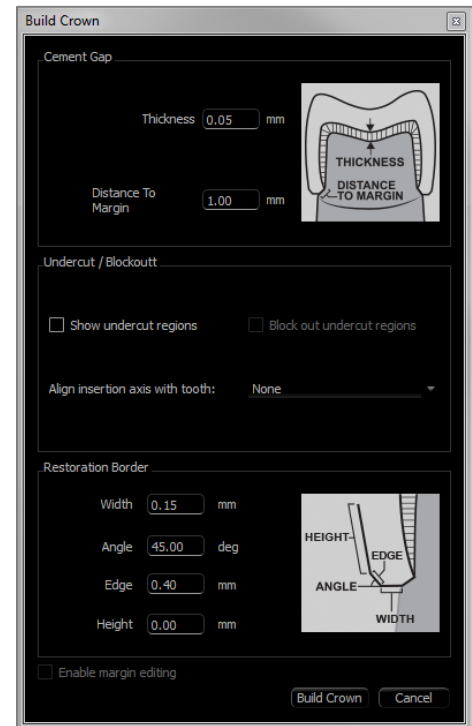 Build Crown
Cement Gap
Thickness 0.05 mm
THICKNESS
DISTANCE
TO MARGIN
Distance To
Margin 1.00 mm
Undercut / Blockoutt
Show undercut regions Block out undercut regions
Align insertion axis with tooth: None
Restoration Border
Width 0.15 mm
Angle 45.00 deg
Edge 0.40 mm
Height 0.00 mm
HEIGHT
EDGE
ANGLE
WIDTH
Enable margin editing
Build Crown Cancel